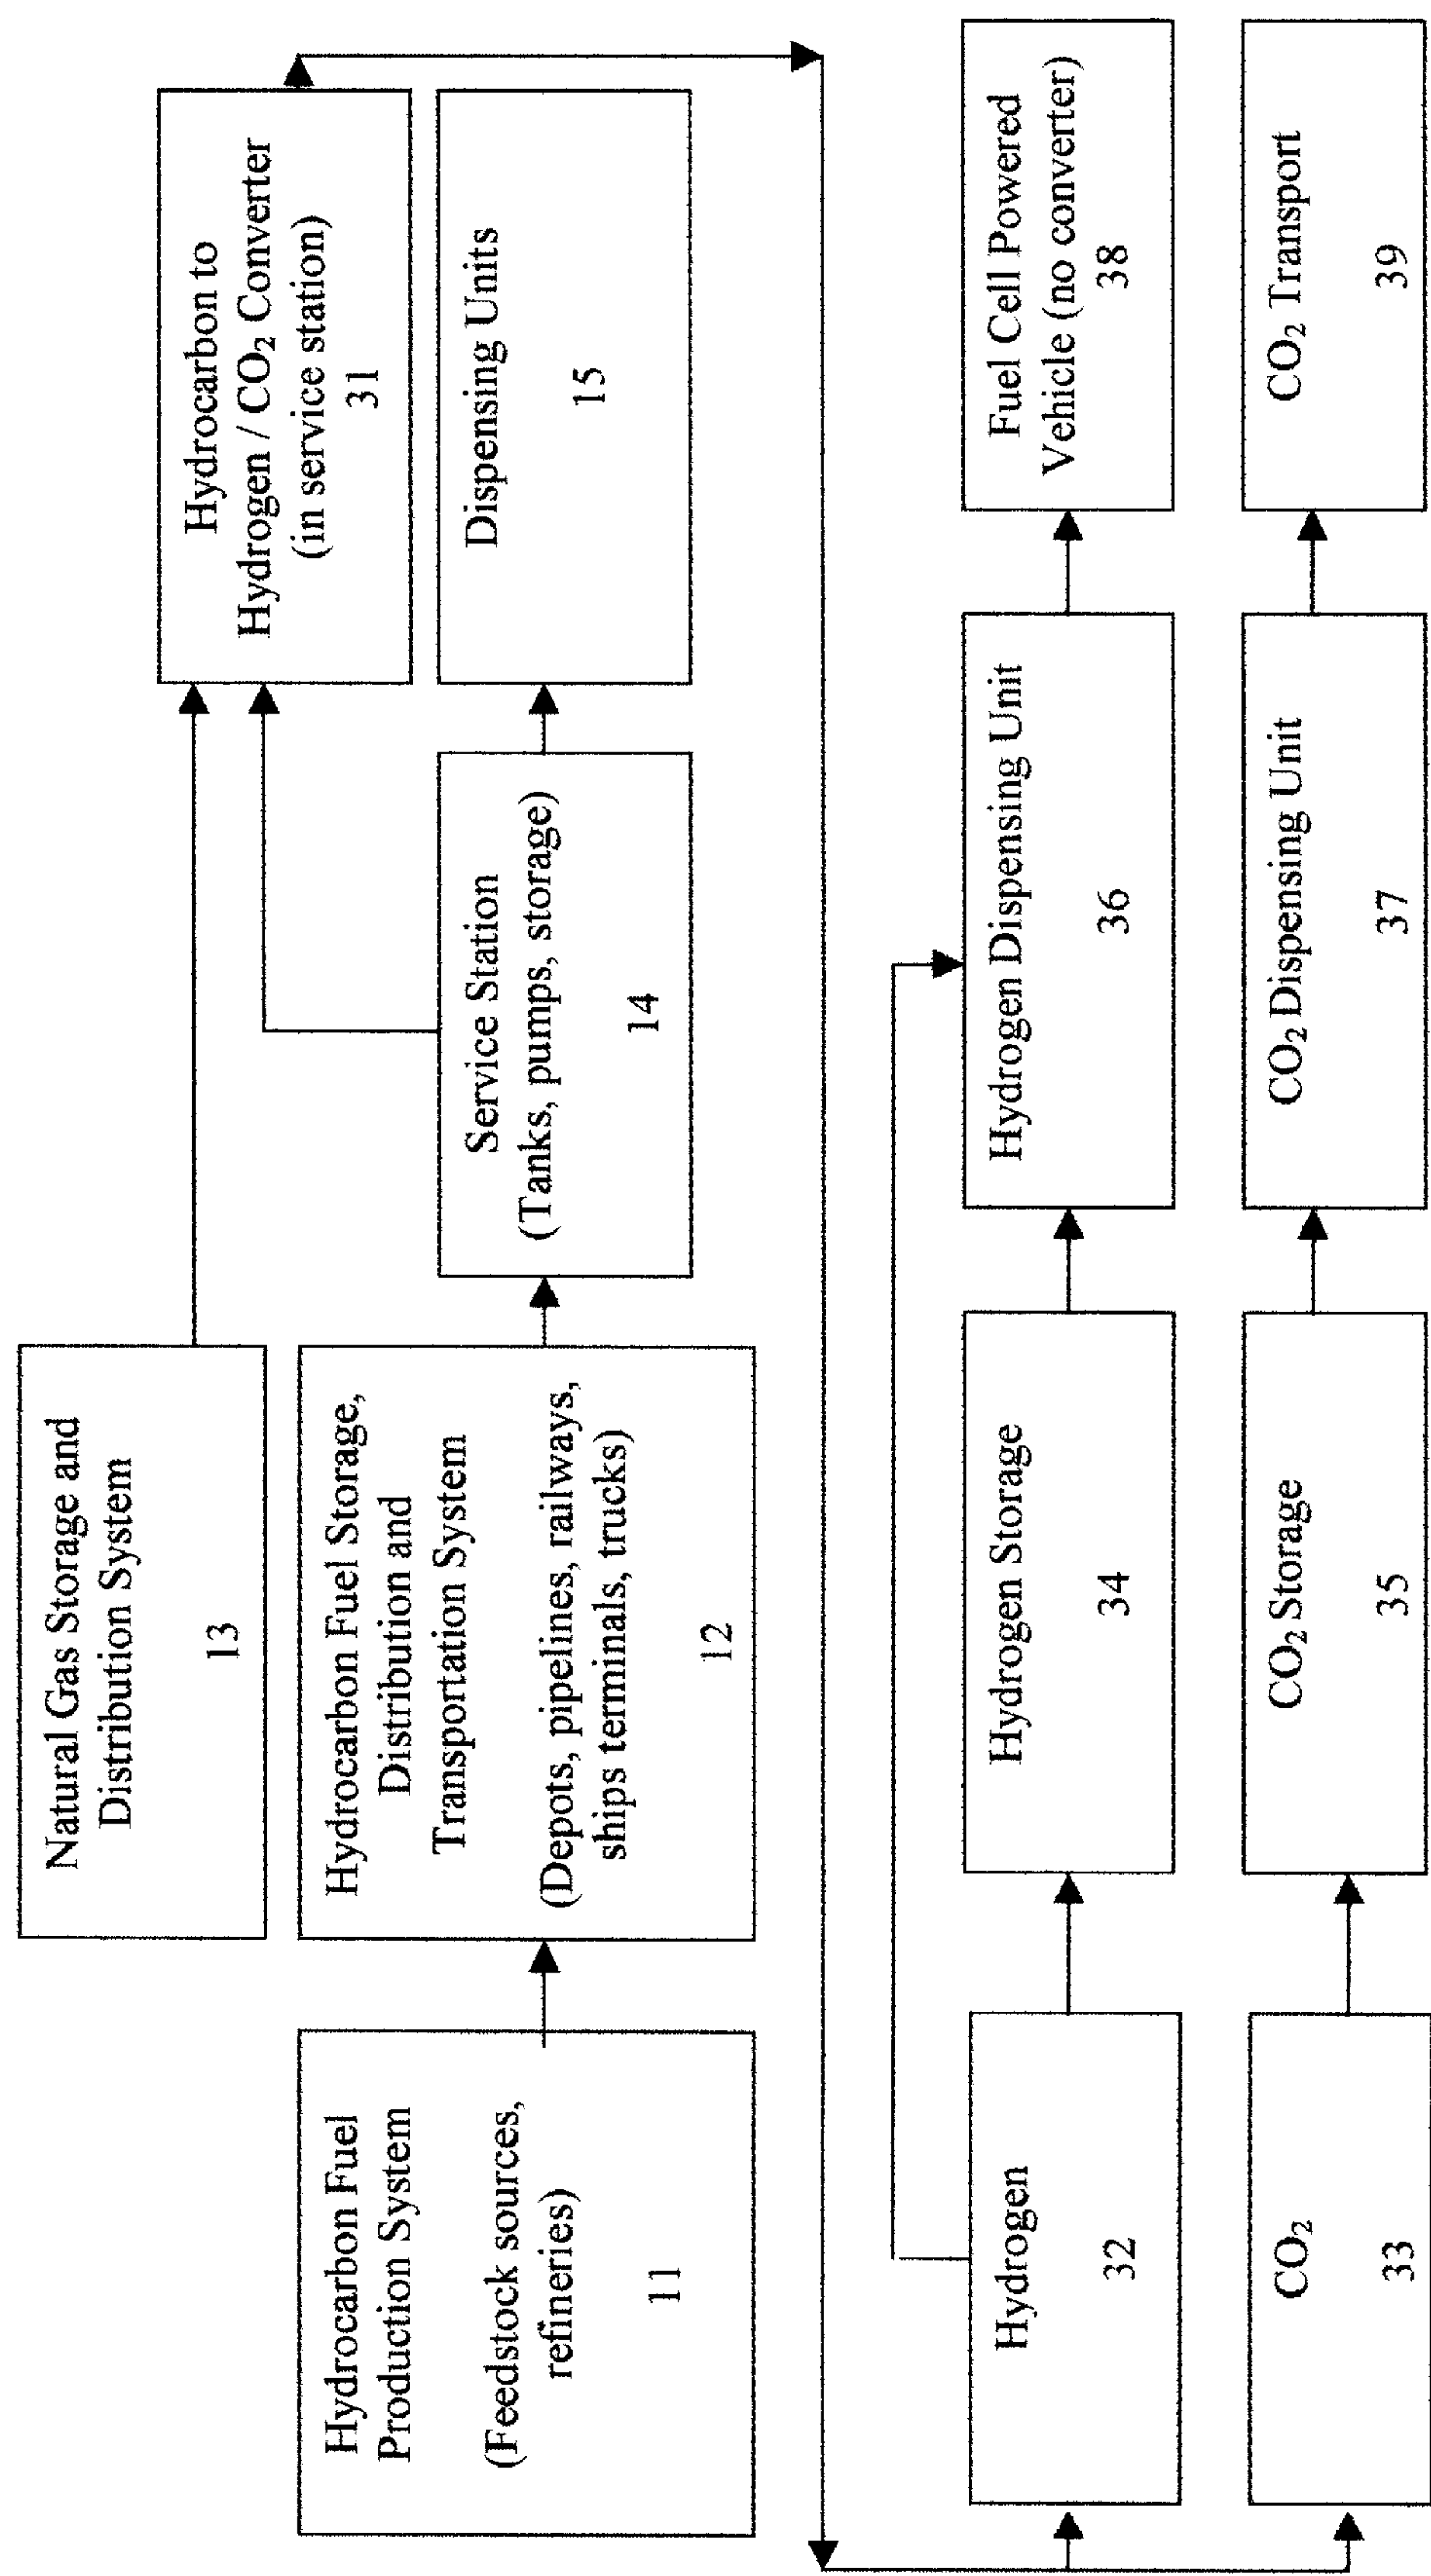 Natural Gas Storage and
Distribution System
13
Hydrocarbon to
Hydrogen / CO₂ Converter
(in service station)
31
Hydrocarbon Fuel
Production System
(Feedstock sources,
refineries)
11
Hydrocarbon Fuel Storage,
Distribution and
Transportation System
(Depots, pipelines, railways,
ships terminals, trucks)
12
Service Station
(Tanks, pumps, storage)
14
Dispensing Units
15
Hydrogen
32
Hydrogen Storage
34
Hydrogen Dispensing Unit
36
Fuel Cell Powered
Vehicle (no converter)
38
CO₂
33
CO₂ Storage
35
CO₂ Dispensing Unit
37
CO₂ Transport
39